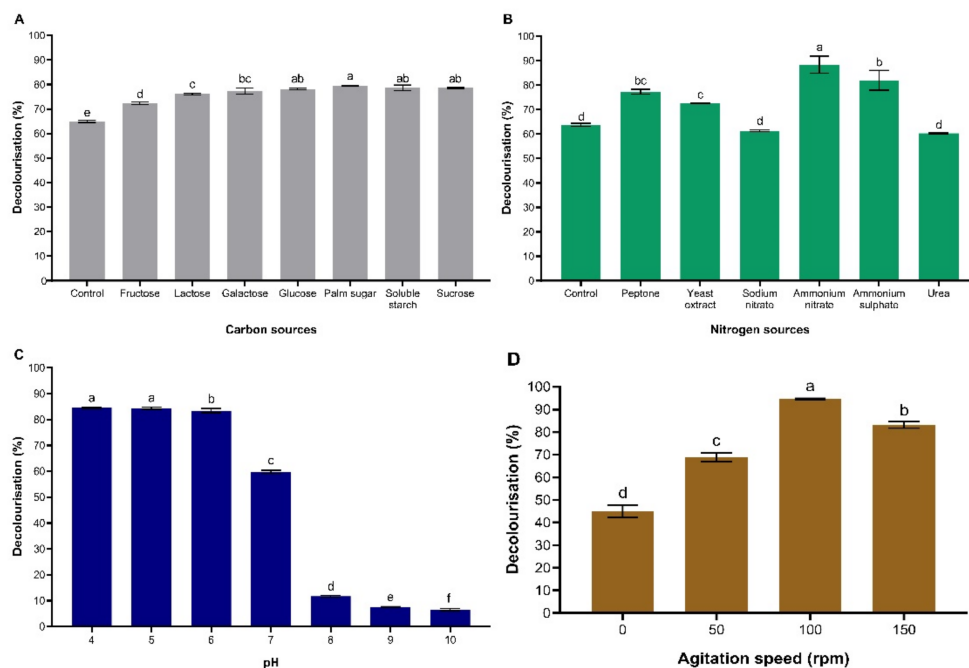 A
Decolourisation (%)
100
90
80
70
60
50
40
30
20
10
0
e
d
c
bc
ab
a
ab
ab
Control Fructose Lactose Galactose Glucose Palm sugar Soluble Sucrose
starch
Carbon sources
B
Decolourisation (%)
100
90
80
70
60
50
40
30
20
10
0
d
bc
c
d
a
b
d
Control Peptone Yeast Sodium Ammonium Ammonium Urea
extract nitrato nitrato sulphato
Nitrogen sources
C
Decolourisation (%)
100
90
80
70
60
50
40
30
20
10
0
a
a
b
c
d
e
f
4 5 6 7 8 9 10
pH
D
Decolourisation (%)
100
90
80
70
60
50
40
30
20
10
0
d
c
a
b
0 50 100 150
Agitation speed (rpm)